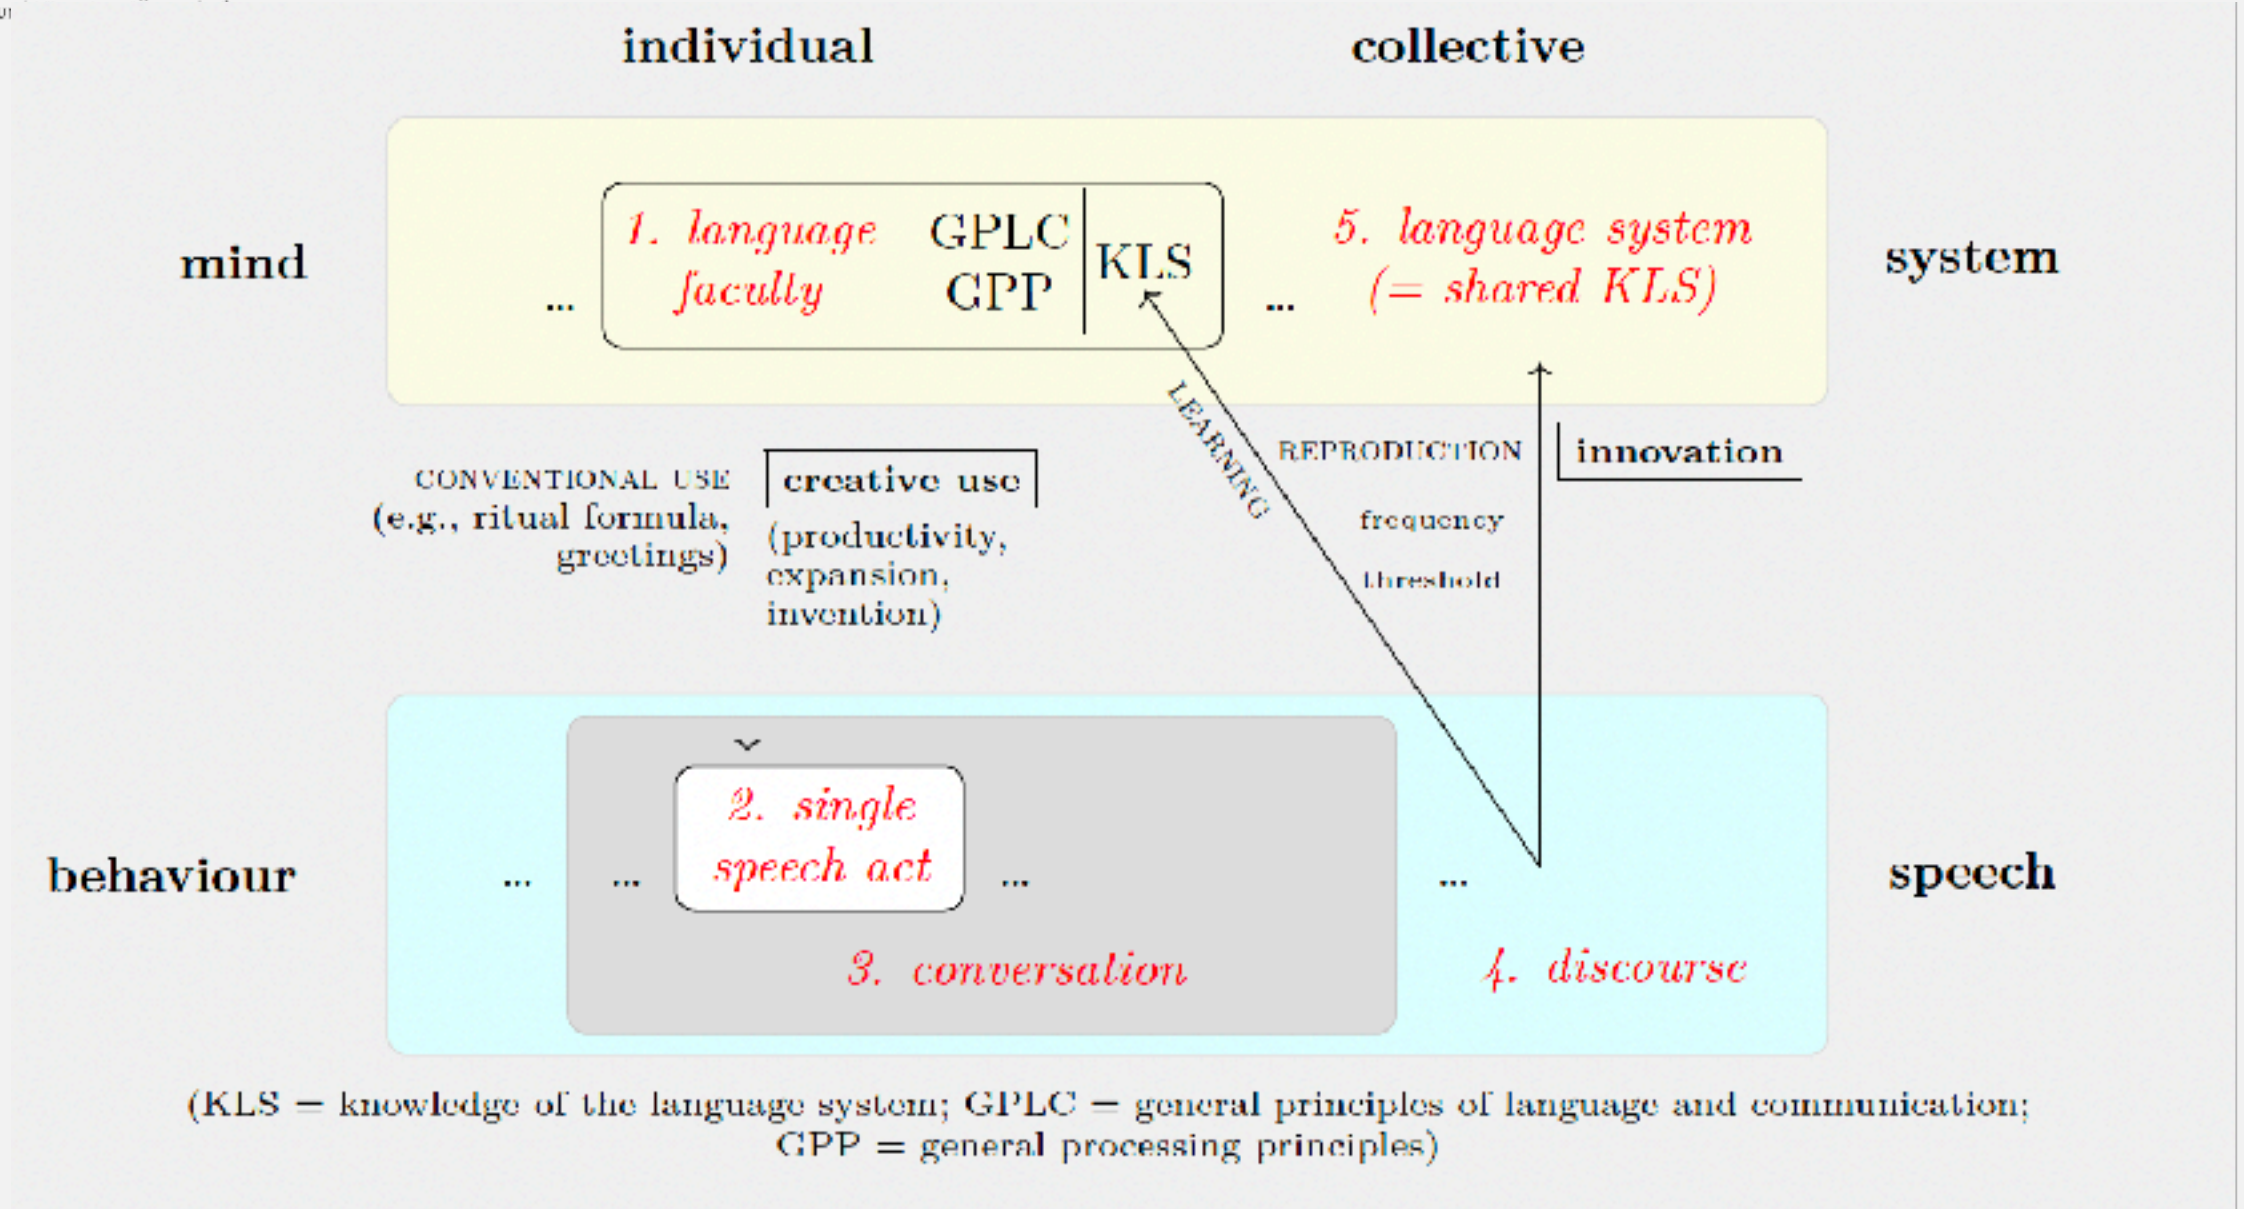 individual
collective
mind
1. language
faculty
GPLC
GPP
KLS
...
...
5. language system
(= shared KLS)
system
LEARNING
REPRODUCTION
innovation
frequency
threshold
CONVENTIONAL USE
(e.g., ritual formula,
greetings)
creative use
(productivity,
expansion,
invention)
behaviour
...
...
2. single
speech act
...
...
3. conversation
4. discourse
speech
(KLS = knowledge of the language system; GPLC = general principles of language and communication;
GPP = general processing principles)